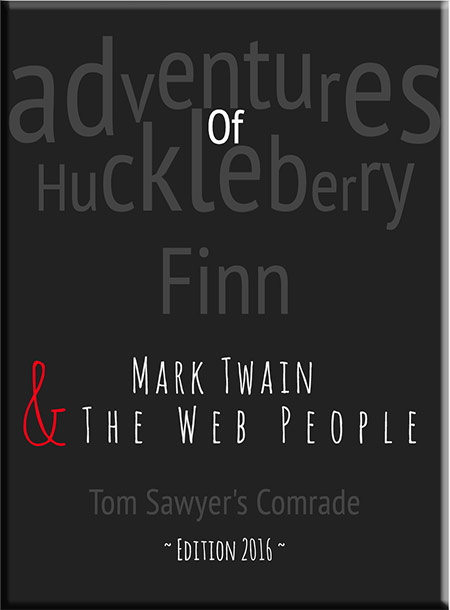 adventures
Of
Huckleberry
Finn
Mark Twain
& The Web People
Tom Sawyer's Comrade
~ Edition 2016 ~